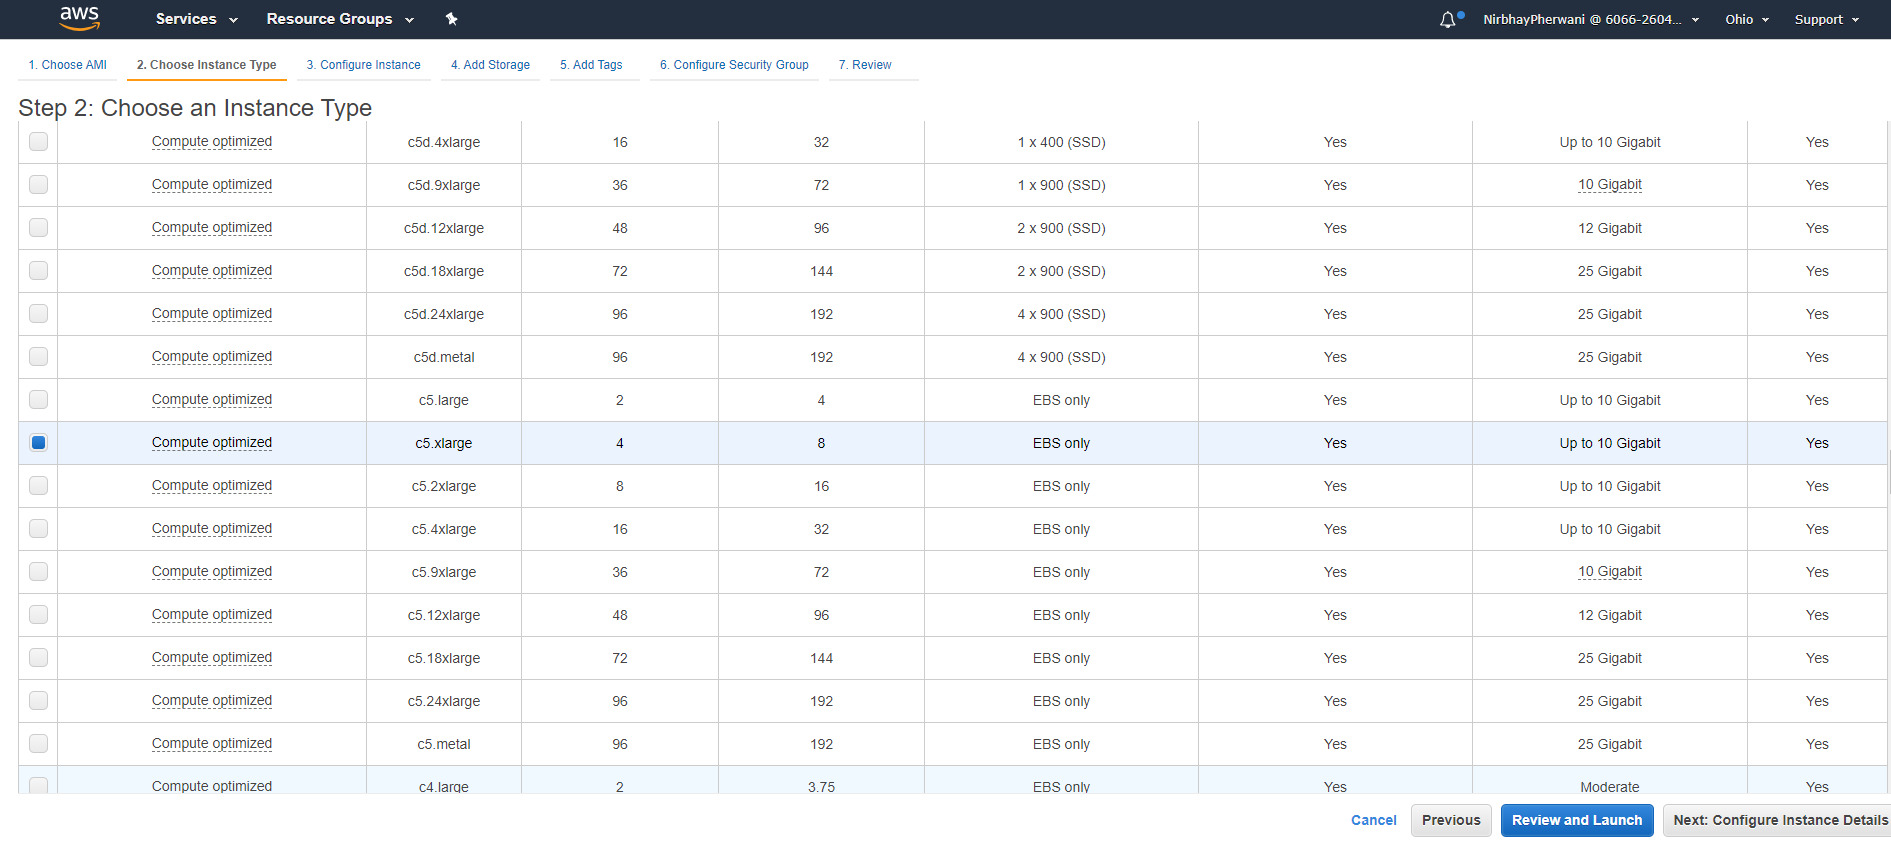 aws Services Resource Groups NirbhayPherwani @ 6066-2604... Ohio Support
1. Choose AMI 2. Choose Instance Type 3. Configure Instance 4. Add Storage 5. Add Tags 6. Configure Security Group 7. Review
Step 2: Choose an Instance Type
Compute optimized c5d.4xlarge 16 32 1 x 400 (SSD) Yes Up to 10 Gigabit Yes
Compute optimized c5d.9xlarge 36 72 1 x 900 (SSD) Yes 10 Gigabit Yes
Compute optimized c5d.12xlarge 48 96 2 x 900 (SSD) Yes 12 Gigabit Yes
Compute optimized c5d.18xlarge 72 144 2 x 900 (SSD) Yes 25 Gigabit Yes
Compute optimized c5d.24xlarge 96 192 4 x 900 (SSD) Yes 25 Gigabit Yes
Compute optimized c5d.metal 96 192 4 x 900 (SSD) Yes 25 Gigabit Yes
Compute optimized c5.large 2 4 EBS only Yes Up to 10 Gigabit Yes
Compute optimized c5.xlarge 4 8 EBS only Yes Up to 10 Gigabit Yes
Compute optimized c5.2xlarge 8 16 EBS only Yes Up to 10 Gigabit Yes
Compute optimized c5.4xlarge 16 32 EBS only Yes Up to 10 Gigabit Yes
Compute optimized c5.9xlarge 36 72 EBS only Yes 10 Gigabit Yes
Compute optimized c5.12xlarge 48 96 EBS only Yes 12 Gigabit Yes
Compute optimized c5.18xlarge 72 144 EBS only Yes 25 Gigabit Yes
Compute optimized c5.24xlarge 96 192 EBS only Yes 25 Gigabit Yes
Compute optimized c5.metal 96 192 EBS only Yes 25 Gigabit Yes
Compute optimized c4.large 2 3.75 EBS only Yes Moderate Yes
Cancel Previous Review and Launch Next: Configure Instance Details